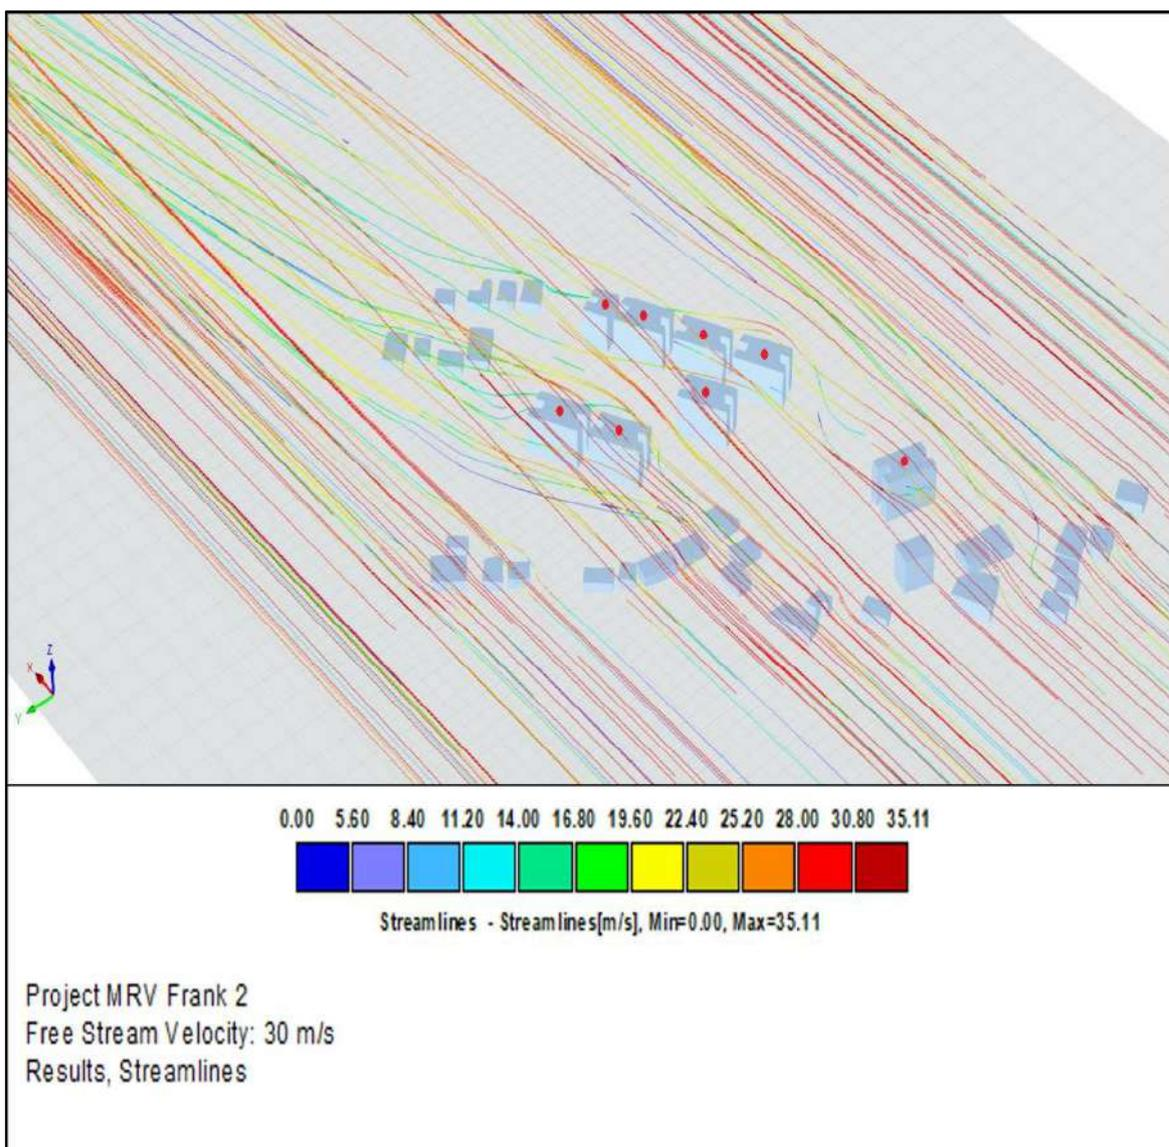 Z
X
Y
0.00 5.60 8.40 11.20 14.00 16.80 19.60 22.40 25.20 28.00 30.80 35.11
Streamlines - Streamlines[m/s], Min=0.00, Max=35.11
Project MRV Frank 2
Free Stream Velocity: 30 m/s
Results, Streamlines